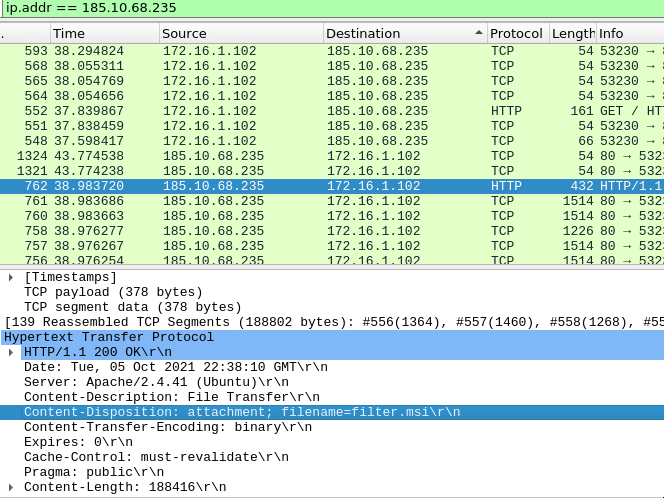 ip.addr == 185.10.68.235
. Time Source Destination Protocol Length Info
593 38.294824 172.16.1.102 185.10.68.235 TCP 54 53230 → 8
568 38.055311 172.16.1.102 185.10.68.235 TCP 54 53230 → 8
565 38.054769 172.16.1.102 185.10.68.235 TCP 54 53230 → 8
564 38.054656 172.16.1.102 185.10.68.235 TCP 54 53230 → 8
552 37.839867 172.16.1.102 185.10.68.235 HTTP 161 GET / HT
551 37.838459 172.16.1.102 185.10.68.235 TCP 54 53230 → 8
548 37.598417 172.16.1.102 185.10.68.235 TCP 66 53230 → 8
1324 43.774538 185.10.68.235 172.16.1.102 TCP 54 80 → 532
1321 43.774238 185.10.68.235 172.16.1.102 TCP 54 80 → 532
762 38.983720 185.10.68.235 172.16.1.102 HTTP 432 HTTP/1.1
761 38.983686 185.10.68.235 172.16.1.102 TCP 1514 80 → 532
760 38.983663 185.10.68.235 172.16.1.102 TCP 1514 80 → 532
758 38.976277 185.10.68.235 172.16.1.102 TCP 1226 80 → 532
757 38.976267 185.10.68.235 172.16.1.102 TCP 1514 80 → 532
756 38.976254 185.10.68.235 172.16.1.102 TCP 1514 80 → 532
[Timestamps]
TCP payload (378 bytes)
TCP segment data (378 bytes)
[139 Reassembled TCP Segments (188802 bytes): #556(1364), #557(1460), #558(1268), #55
Hypertext Transfer Protocol
HTTP/1.1 200 OK\r\n
Date: Tue, 05 Oct 2021 22:38:10 GMT\r\n
Server: Apache/2.4.41 (Ubuntu)\r\n
Content-Description: File Transfer\r\n
Content-Disposition: attachment; filename=filter.msi\r\n
Content-Transfer-Encoding: binary\r\n
Expires: 0\r\n
Cache-Control: must-revalidate\r\n
Pragma: public\r\n
Content-Length: 188416\r\n